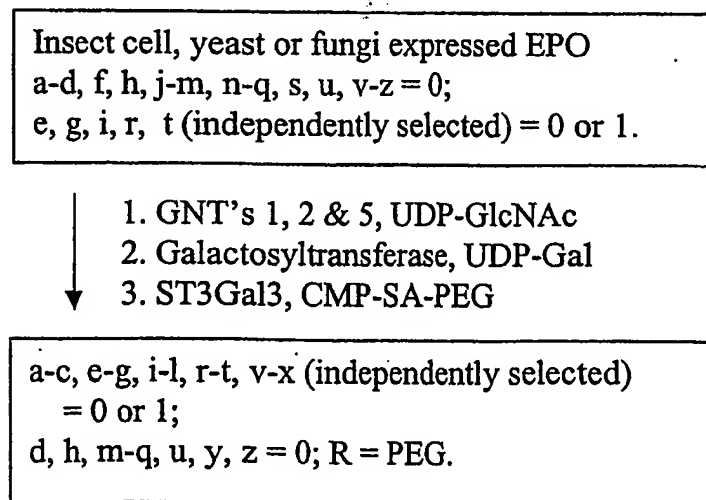 Insect cell, yeast or fungi expressed EPO
a-d, f, h, j-m, n-q, s, u, v-z = 0;
e, g, i, r, t (independently selected) = 0 or 1.
1. GNT's 1, 2 & 5, UDP-GlcNAc
2. Galactosyltransferase, UDP-Gal
3. ST3Gal3, CMP-SA-PEG
a-c, e-g, i-l, r-t, v-x (independently selected)
= 0 or 1;
d, h, m-q, u, y, z = 0; R = PEG.